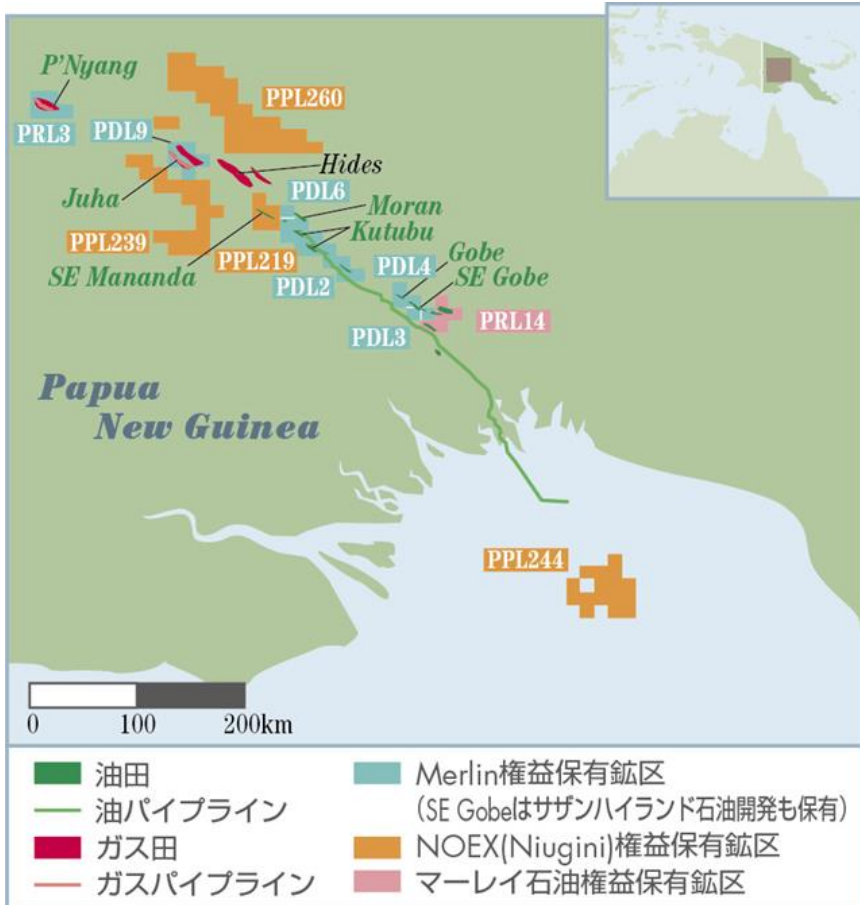 P'Nyang
PPL260
PRL3
PDL9
Hides
PDL6
Juha
Moran
Kutubu
PPL239
Gobe
SE Mananda
PPL219
PDL4
SE Gobe
PDL2
PDL3
PRL14
Papua
New Guinea
PPL244
0 100 200km
油田
Merlin権益保有鉱区
油パイプライン
(SE Gobeはサザンハイランド石油開発も保有)
ガス田
NOEX(Niugini)権益保有鉱区
ガスパイプライン
マーレイ石油権益保有鉱区